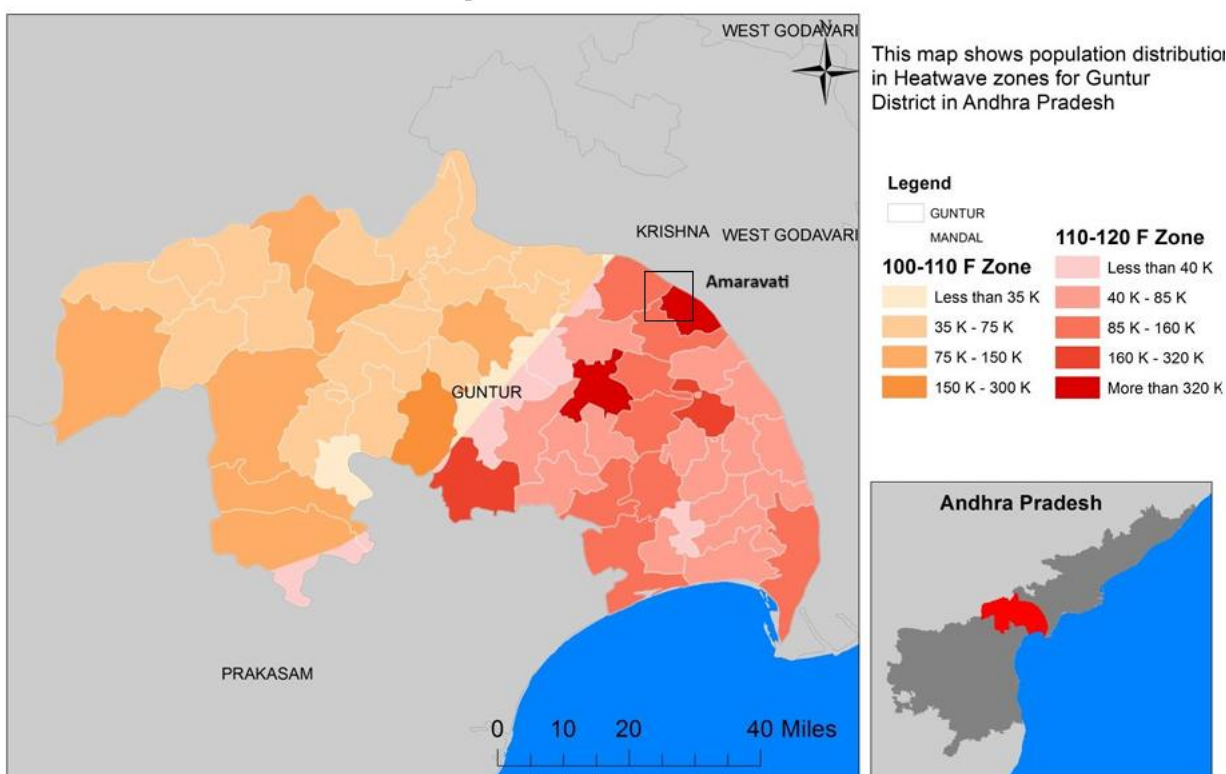 WEST GODAVARI
N
KRISHNA
WEST GODAVARI
Amaravati
GUNTUR
PRAKASAM
0 10 20 40 Miles
This map shows population distribution
in Heatwave zones for Guntur
District in Andhra Pradesh
Legend
GUNTUR
MANDAL
100-110 F Zone
Less than 35 K
35 K - 75 K
75 K - 150 K
150 K - 300 K
110-120 F Zone
Less than 40 K
40 K - 85 K
85 K - 160 K
160 K - 320 K
More than 320 K
Andhra Pradesh